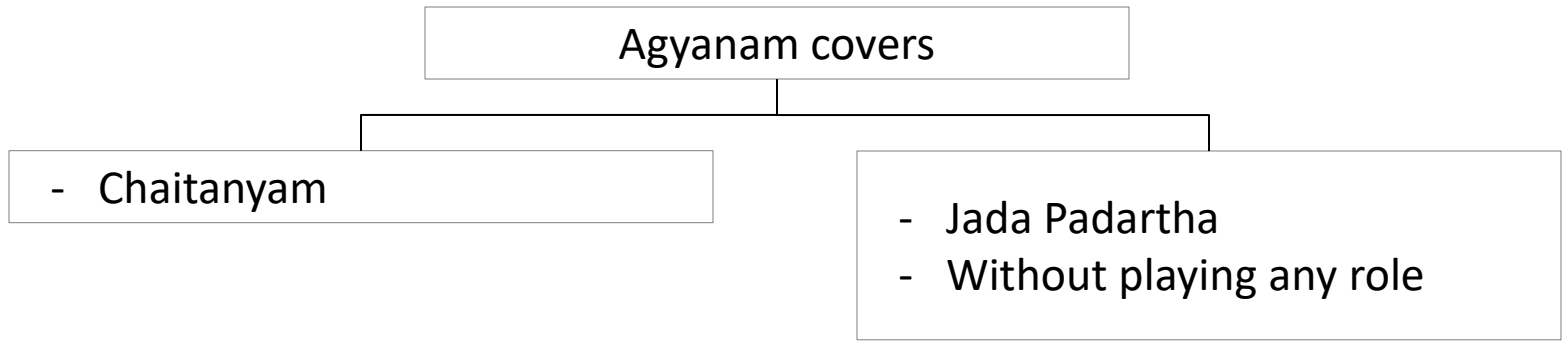 Agyanam covers
- Chaitanyam
- Jada Padartha
- Without playing any role